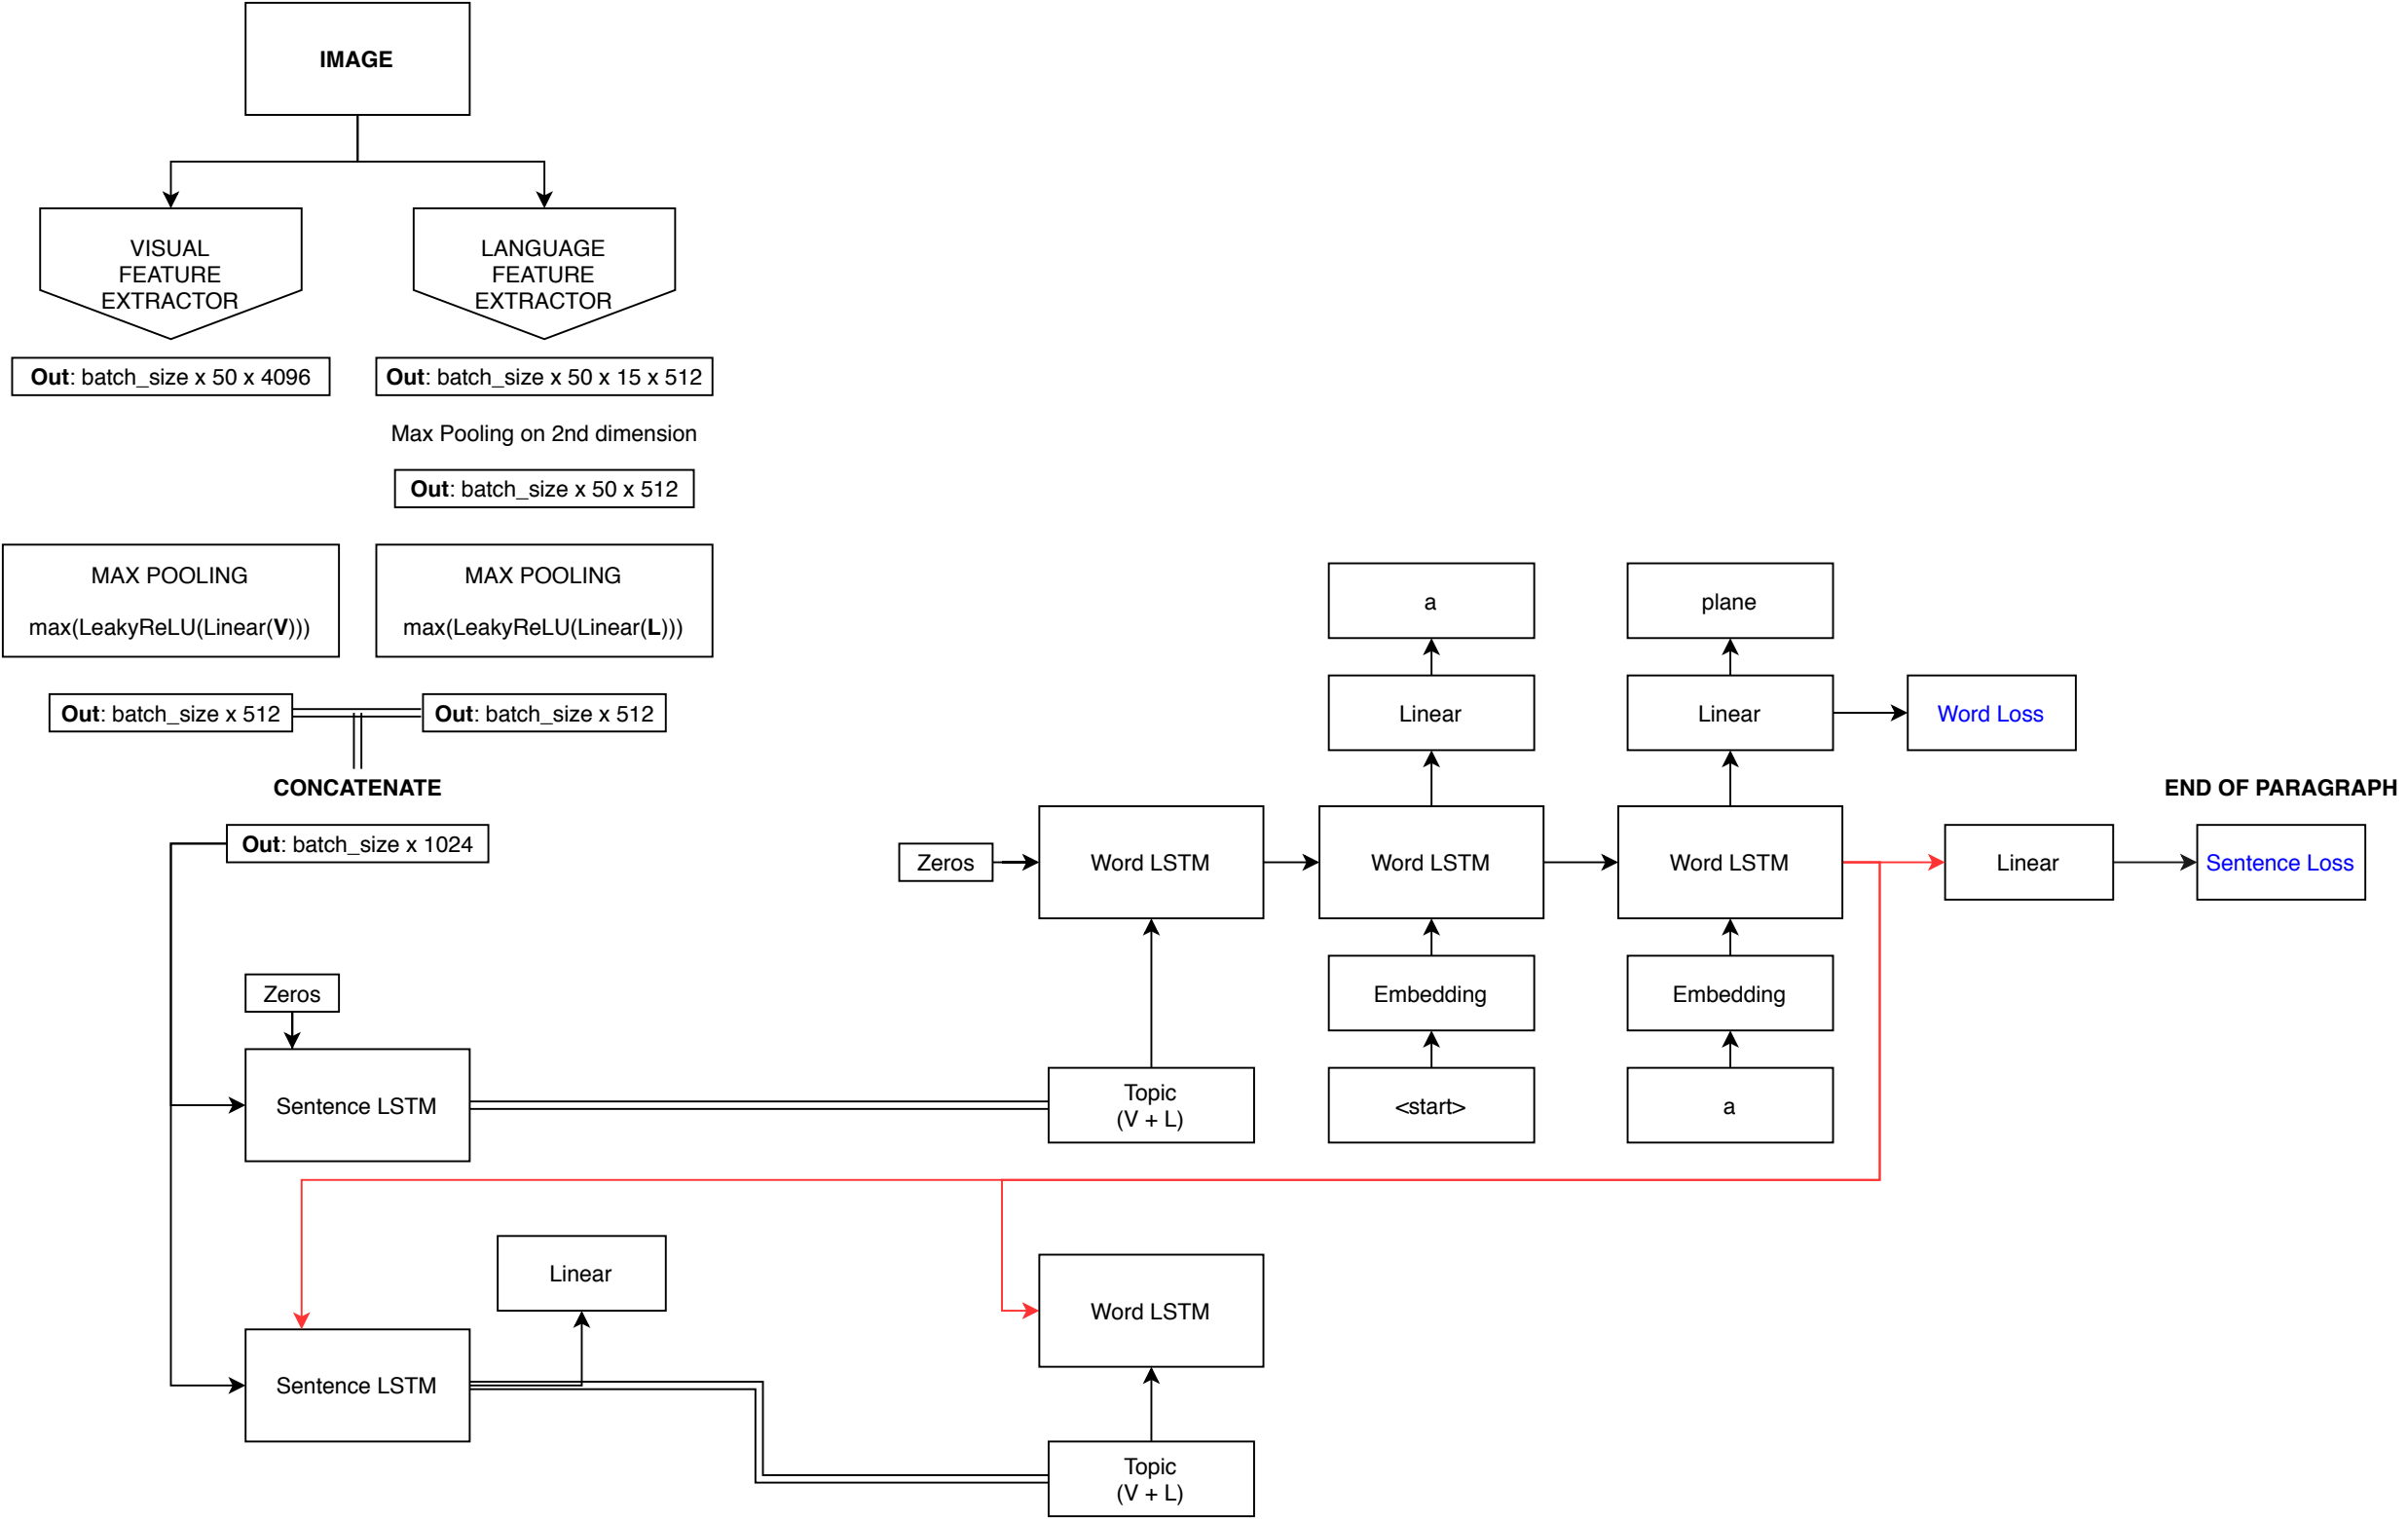 IMAGE
VISUAL
FEATURE
EXTRACTOR
LANGUAGE
FEATURE
EXTRACTOR
Out: batch_size x 50 x 4096
Out: batch_size x 50 x 15 x 512
Max Pooling on 2nd dimension
Out: batch_size x 50 x 512
MAX POOLING
max(LeakyReLU(Linear(V)))
MAX POOLING
max(LeakyReLU(Linear(L)))
Out: batch_size x 512
Out: batch_size x 512
CONCATENATE
Out: batch_size x 1024
a
plane
Linear
Linear
Word Loss
END OF PARAGRAPH
Zeros
Word LSTM
Word LSTM
Word LSTM
Linear
Sentence Loss
Zeros
Embedding
Embedding
Sentence LSTM
Topic
(V + L)
<start>
a
Linear
Word LSTM
Sentence LSTM
Topic
(V + L)